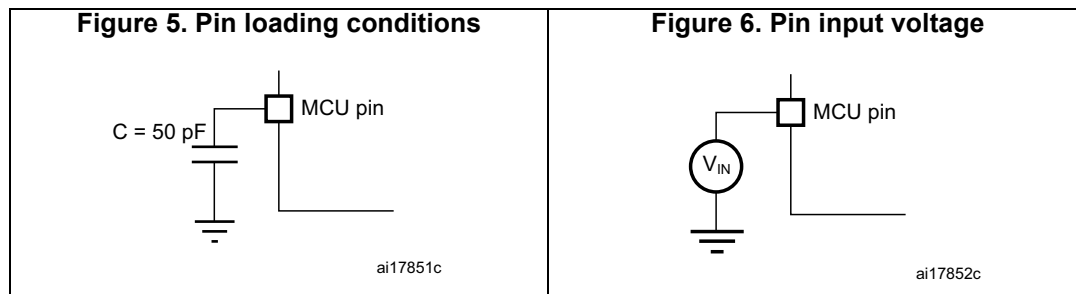 Figure 5. Pin loading conditions
MCU pin
C = 50 pF
ai17851c
Figure 6. Pin input voltage
MCU pin
VIN
ai17852c